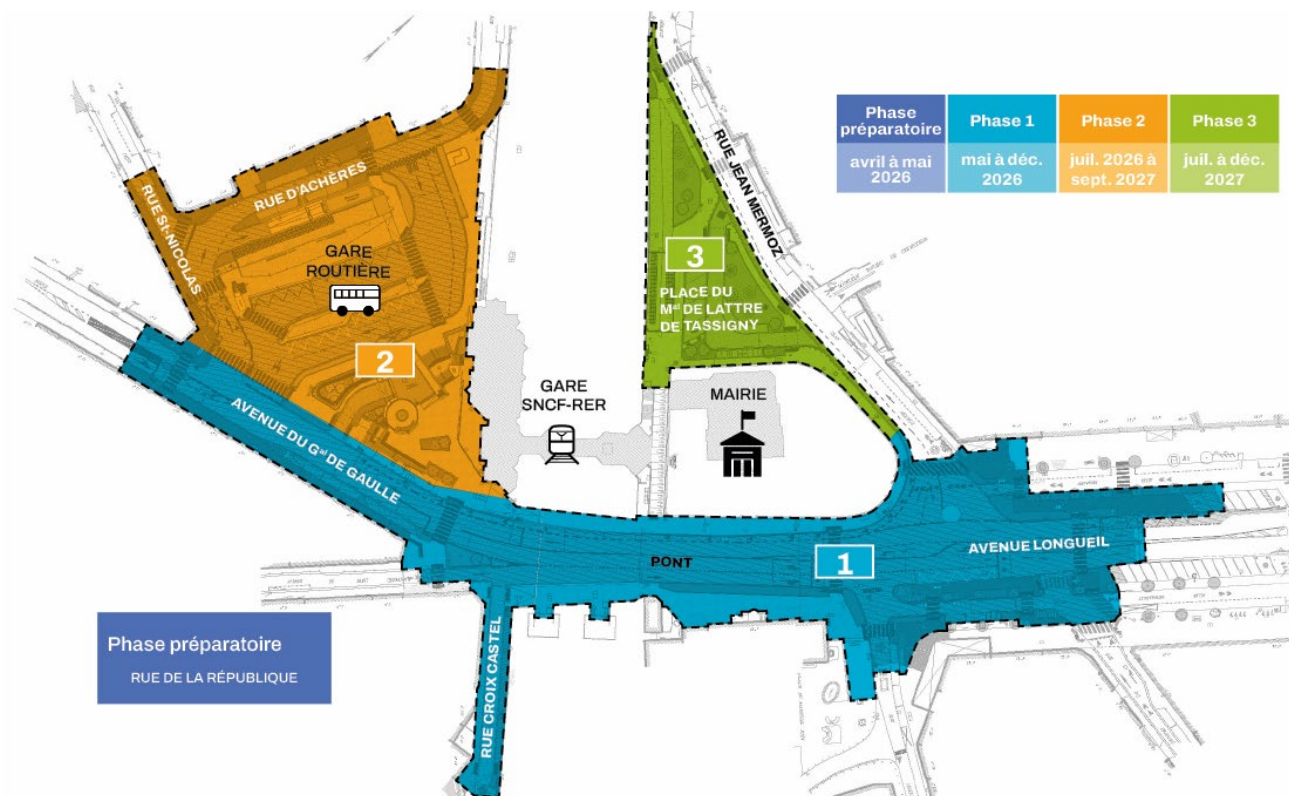 Phase préparatoire
avril à mai 2026
Phase 1
mai à déc. 2026
Phase 2
juil. 2026 à sept. 2027
Phase 3
juil. à déc. 2027
RUE D'ACHÈRES
RUE St-NICOLAS
GARE
ROUTIÈRE
2
RUE JEAN MERMOZ
3
PLACE DU
Mal DE LATTRE
DE TASSIGNY
GARE
SNCF-RER
MAIRIE
AVENUE DU Gal DE GAULLE
PONT
1
AVENUE LONGUEIL
RUE CROIX CASTEL
Phase préparatoire
RUE DE LA RÉPUBLIQUE